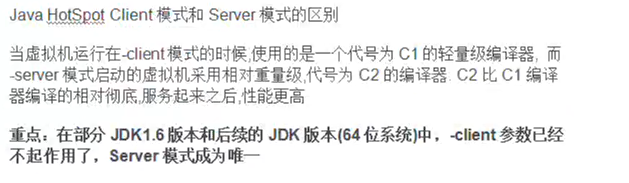 Java HotSpot Client 模式和 Server 模式的区别
当虚拟机运行在-client 模式的时候,使用的是一个代号为 C1 的轻量级编译器, 而
-server 模式启动的虚拟机采用相对重量级,代号为 C2 的编译器. C2 比 C1 编译
器编译的相对彻底,服务起来之后,性能更高
重点：在部分 JDK1.6 版本和后续的 JDK 版本(64 位系统)中，-client 参数已经
不起作用了，Server 模式成为唯一